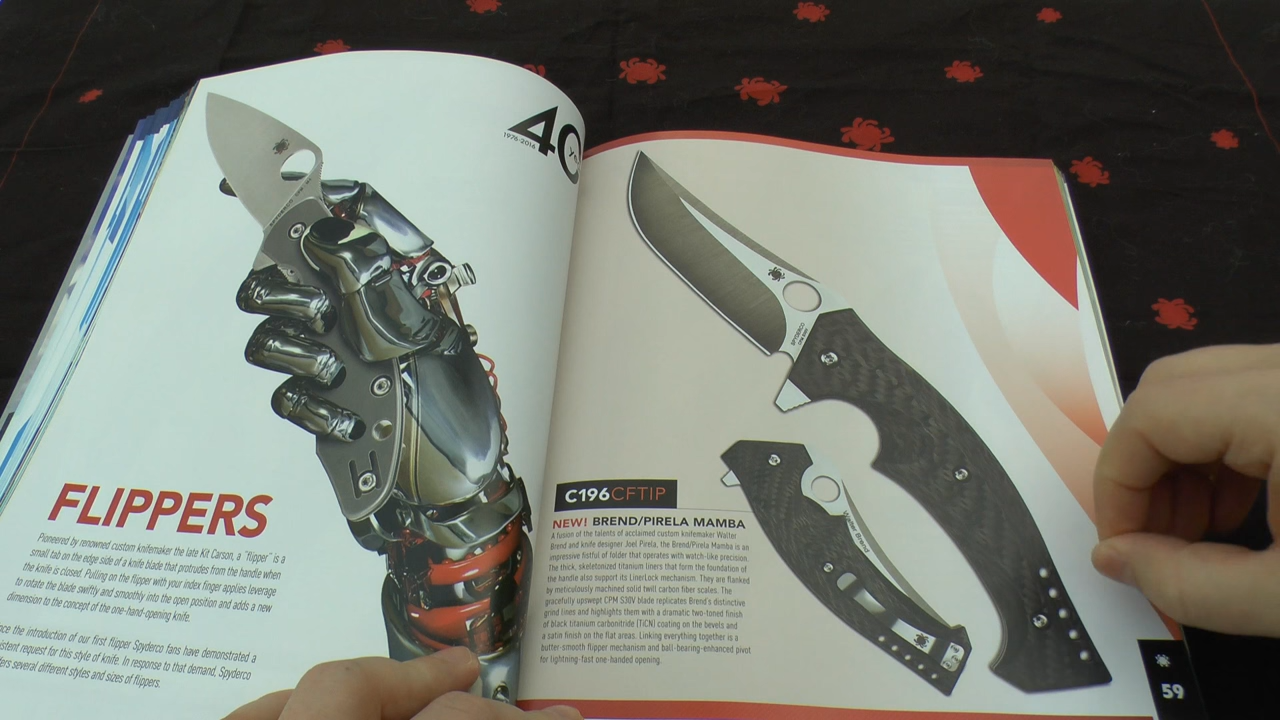 40
1976-2016
FLIPPERS
Pioneered by renowned custom knifemaker the late Kit Carson, a "flipper" is a
small tab on the edge side of a knife blade that protrudes from the handle when
the knife is closed. Pulling on the flipper with your index finger applies leverage
to rotate the blade swiftly and smoothly into the open position and adds a new
dimension to the concept of the one-hand-opening knife.
the introduction of our first flipper Spyderco fans have demonstrated a
request for this style of knife. In response to that demand, Spyderco
several different styles and sizes of flippers.
SPYDERCO
C196CFTIP
NEW! BREND/PIRELA MAMBA
A fusion of the talents of acclaimed custom knifemaker Walter
Brend and knife designer Joel Pirela, the Brend/Pirela Mamba is an
impressive fistful of folder that operates with watch-like precision.
The thick, skeletonized titanium liners that form the foundation of
the handle also support its LinerLock mechanism. They are flanked
by meticulously machined solid twill carbon fiber scales. The
gracefully upswept CPM S30V blade replicates Brend's distinctive
grind lines and highlights them with a dramatic two-toned finish
of black titanium carbonitride (TiCN) coating on the bevels and
a satin finish on the flat areas. Linking everything together is a
butter-smooth flipper mechanism and ball-bearing-enhanced pivot
for lightning-fast one-handed opening.
Walter Brend
59